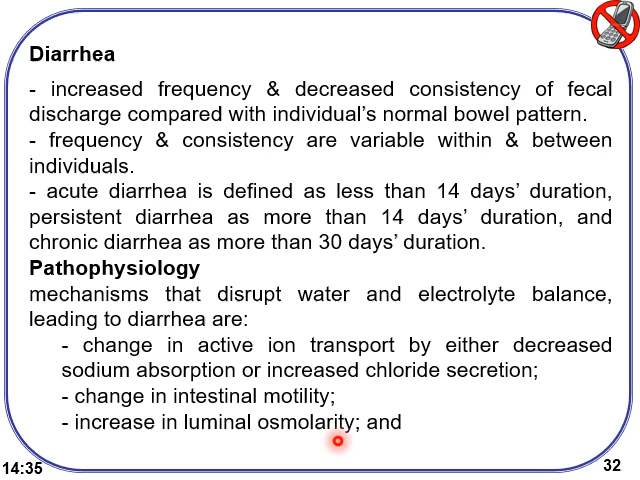 Diarrhea
- increased frequency & decreased consistency of fecal
discharge compared with individual’s normal bowel pattern.
- frequency & consistency are variable within & between
individuals.
- acute diarrhea is defined as less than 14 days’ duration,
persistent diarrhea as more than 14 days’ duration, and
chronic diarrhea as more than 30 days’ duration.
Pathophysiology
mechanisms that disrupt water and electrolyte balance,
leading to diarrhea are:
- change in active ion transport by either decreased
sodium absorption or increased chloride secretion;
- change in intestinal motility;
- increase in luminal osmolarity; and
14:35
32